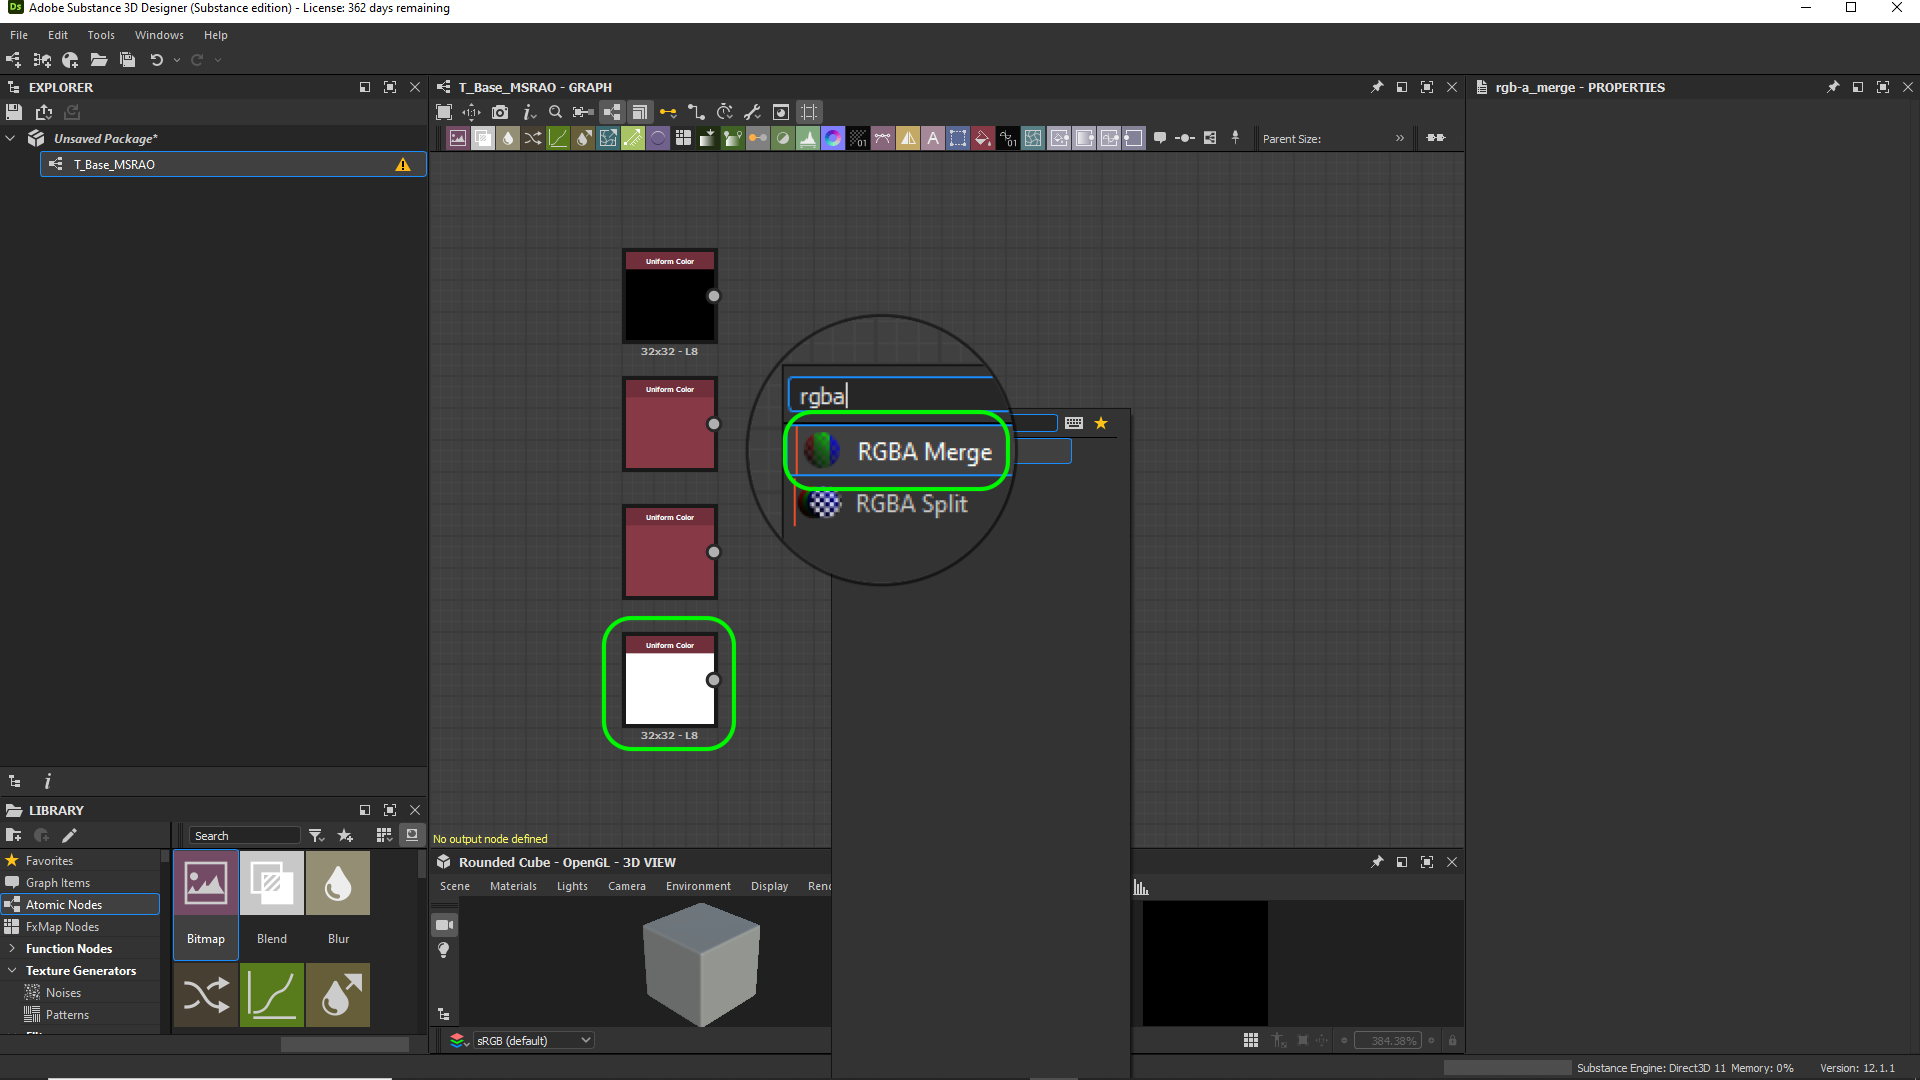 Adobe Substance 3D Designer (Substance edition) - License: 362 days remaining
File Edit Tools Windows Help
EXPLORER
T_Base_MSRAO - GRAPH
rgb-a_merge - PROPERTIES
Unsaved Package*
Parent Size:
T_Base_MSRAO
Uniform Color
32x32 - L8
Uniform Color
rgba
RGBA Merge
RGBA Split
Uniform Color
Uniform Color
32x32 - L8
LIBRARY
Search
No output node defined
Favorites
Graph Items
Atomic Nodes
FxMap Nodes
Function Nodes
Texture Generators
Noises
Patterns
Bitmap Blend Blur
Rounded Cube - OpenGL - 3D VIEW
Scene Materials Lights Camera Environment Display
sRGB (default)
384.38%
Substance Engine: Direct3D 11 Memory: 0% Version: 12.1.1